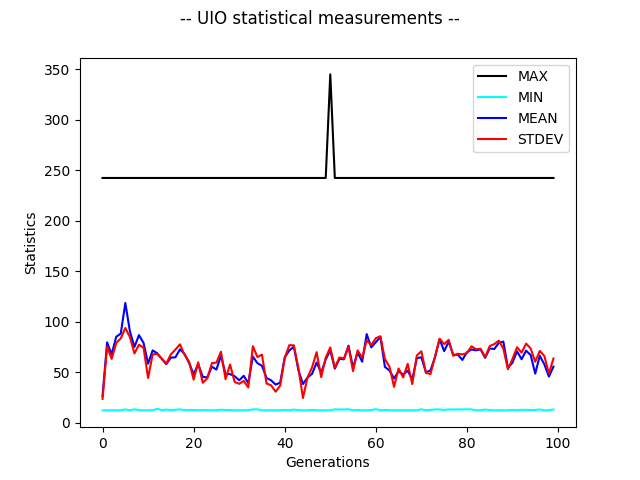 -- UIO statistical measurements --
350
300
250
200
150
100
50
0
Statistics
MAX
MIN
MEAN
STDEV
0 20 40 60 80 100
Generations